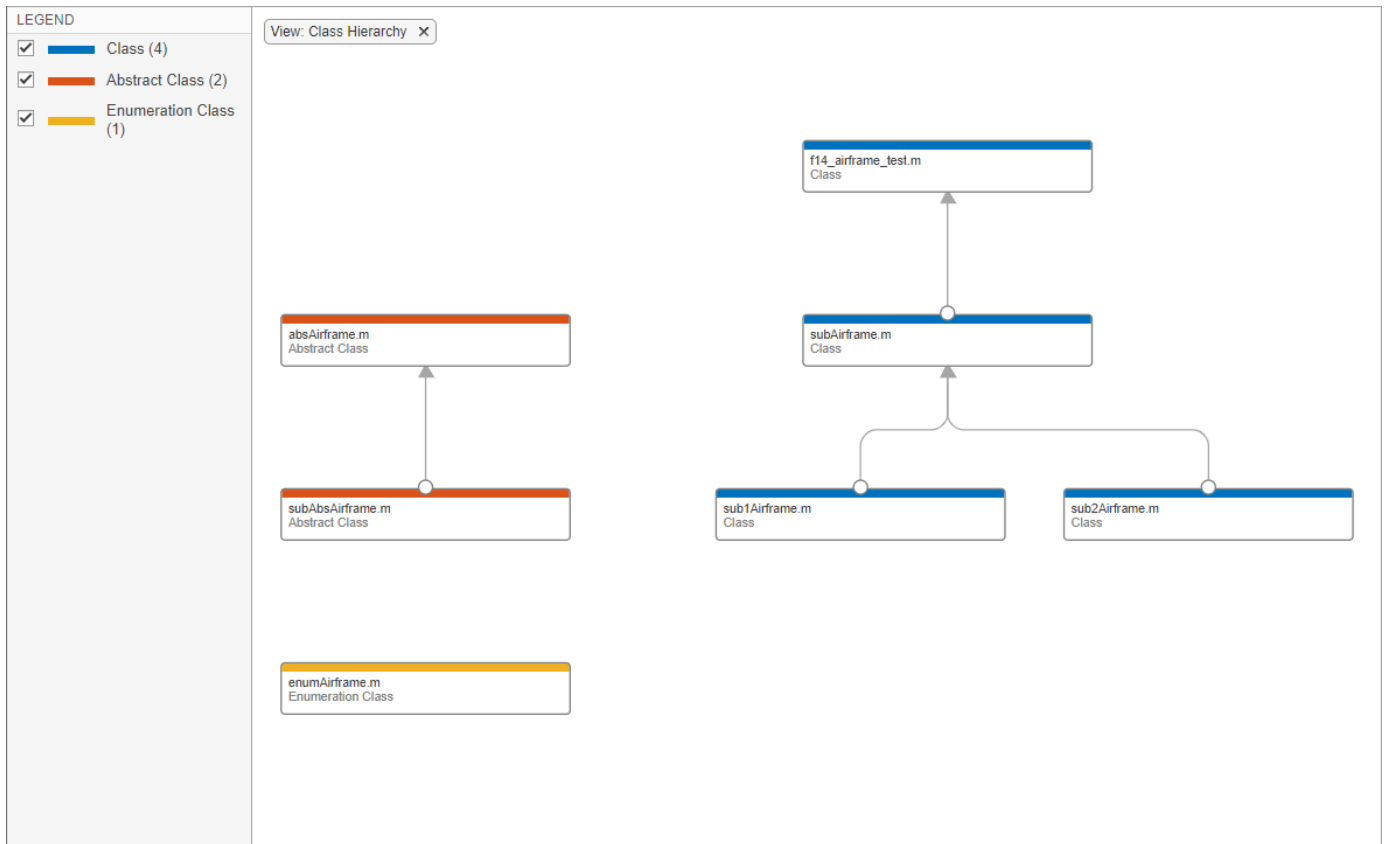 LEGEND
Class (4)
Abstract Class (2)
Enumeration Class
(1)
View: Class Hierarchy
f14_airframe_test.m
Class
absAirframe.m
Abstract Class
subAirframe.m
Class
subAbsAirframe.m
Abstract Class
sub1Airframe.m
Class
sub2Airframe.m
Class
enumAirframe.m
Enumeration Class